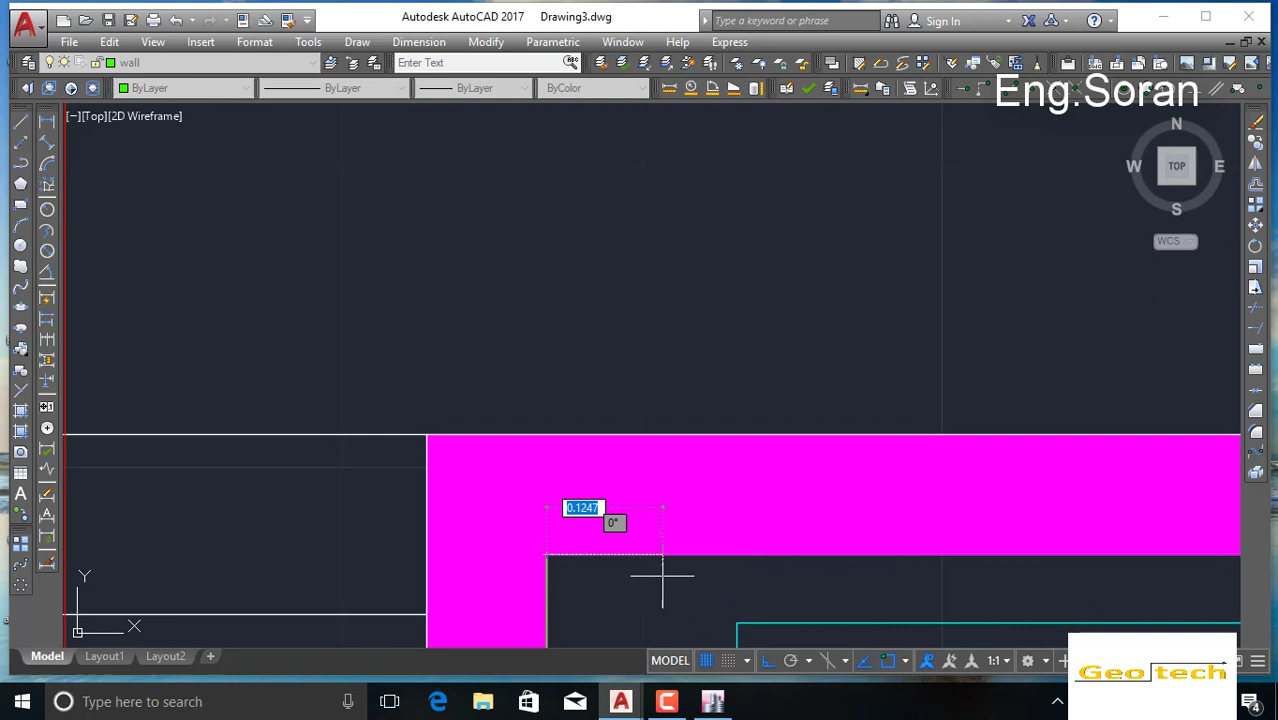 Autodesk AutoCAD 2017 Drawing3.dwg
Type a keyword or phrase
Sign In
File Edit View Insert Format Tools Draw Dimension Modify Parametric Window Help Express
wall
Enter Text
ByLayer ByLayer ByLayer ByColor
Eng.Soran
[−][Top][2D Wireframe]
N
W TOP E
S
WCS
0.1247
0°
Y
X
Model Layout1 Layout2 +
MODEL 1:1
Geotech
Type here to search
4